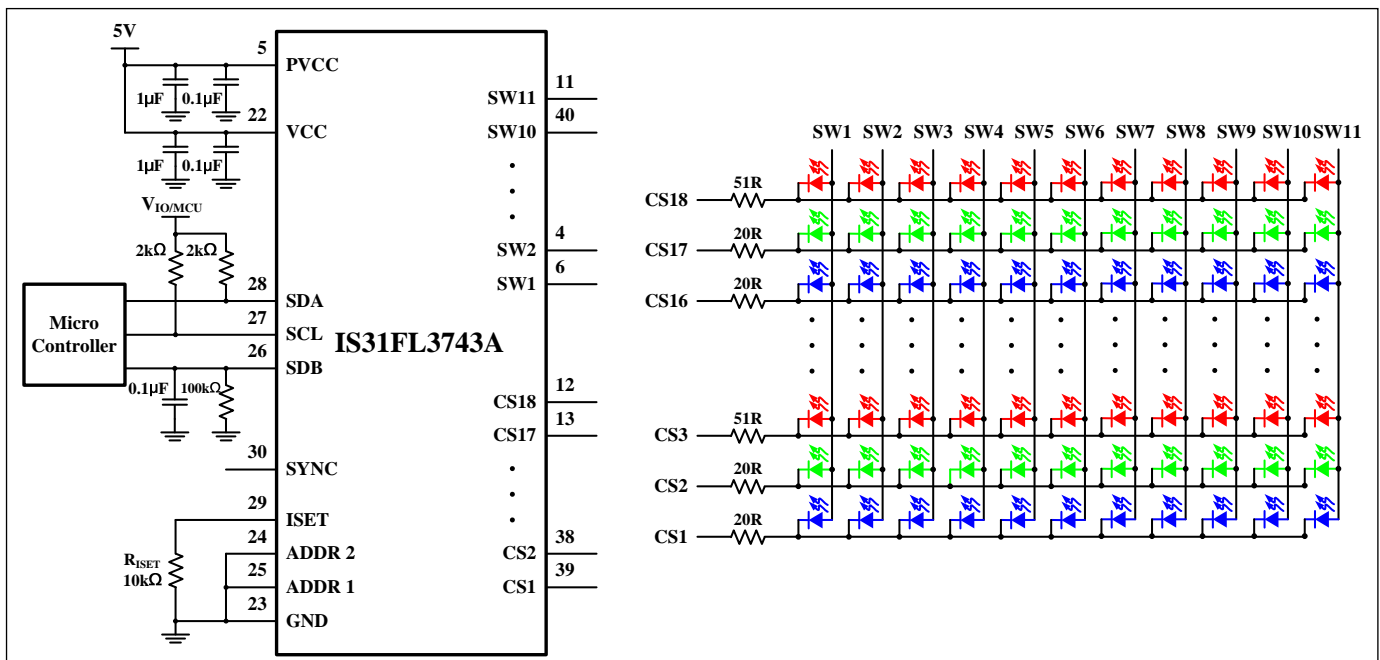 5V
5
PVCC
1µF
0.1µF
22
VCC
1µF
0.1µF
V_IO/MCU
2kΩ
2kΩ
28
SDA
27
SCL
26
SDB
Micro
Controller
0.1µF
100kΩ
30
SYNC
29
ISET
24
ADDR 2
25
ADDR 1
23
GND
R_ISET
10kΩ
IS31FL3743A
11
SW11
40
SW10
4
SW2
6
SW1
12
CS18
13
CS17
38
CS2
39
CS1
SW1 SW2 SW3 SW4 SW5 SW6 SW7 SW8 SW9 SW10 SW11
CS18 51R
CS17 20R
CS16 20R
CS3 51R
CS2 20R
CS1 20R